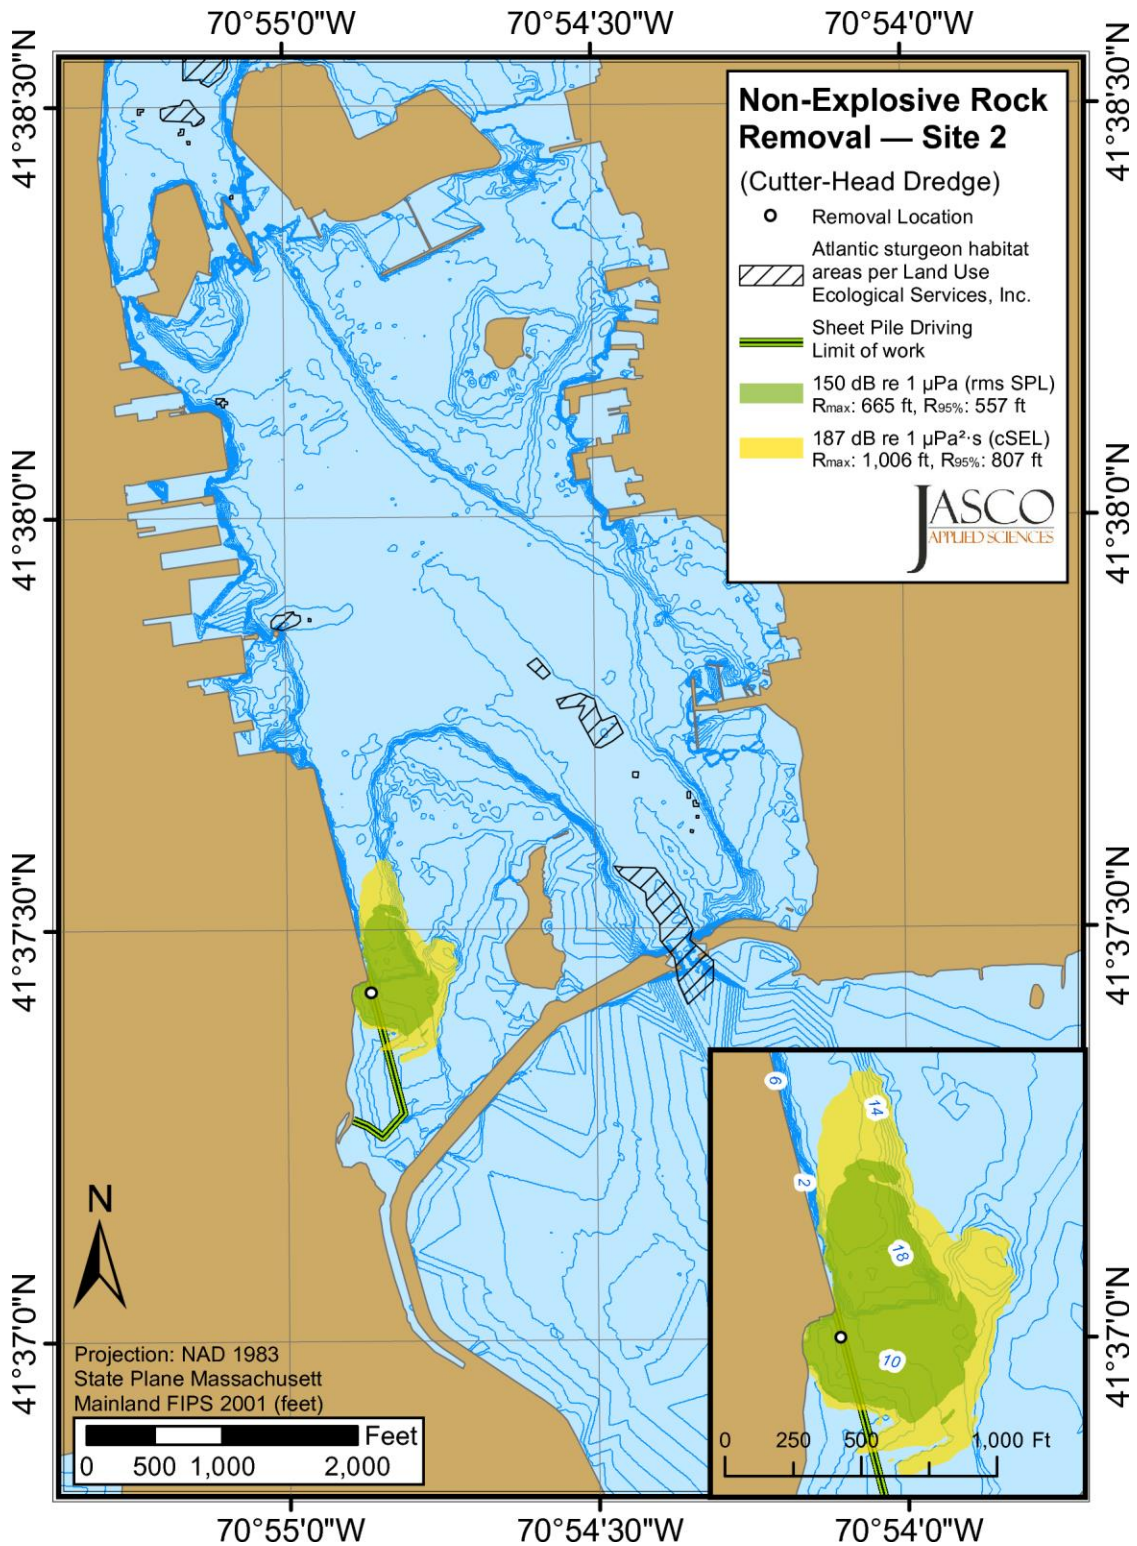 70°55'0"W 70°54'30"W 70°54'0"W
41°38'30"N
41°38'0"N
41°37'30"N
41°37'0"N
Non-Explosive Rock
Removal — Site 2
(Cutter-Head Dredge)
Removal Location
Atlantic sturgeon habitat
areas per Land Use
Ecological Services, Inc.
Sheet Pile Driving
Limit of work
150 dB re 1 µPa (rms SPL)
Rmax: 665 ft, R95%: 557 ft
187 dB re 1 µPa²·s (cSEL)
Rmax: 1,006 ft, R95%: 807 ft
JASCO
APPLIED SCIENCES
41°38'30"N
41°38'0"N
41°37'30"N
41°37'0"N
N
Projection: NAD 1983
State Plane Massachusett
Mainland FIPS 2001 (feet)
Feet
0 500 1,000 2,000
6
14
2
18
10
0 250 500 1,000 Ft
70°55'0"W 70°54'30"W 70°54'0"W